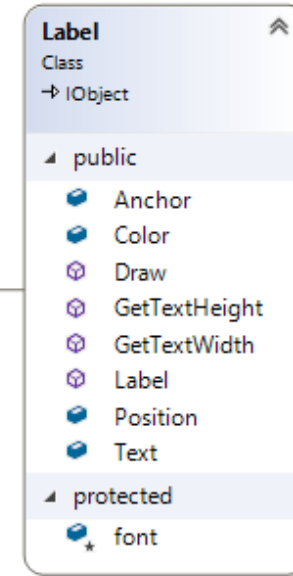 Label
Class
IObject
public
Anchor
Color
Draw
GetTextHeight
GetTextWidth
Label
Position
Text
protected
font